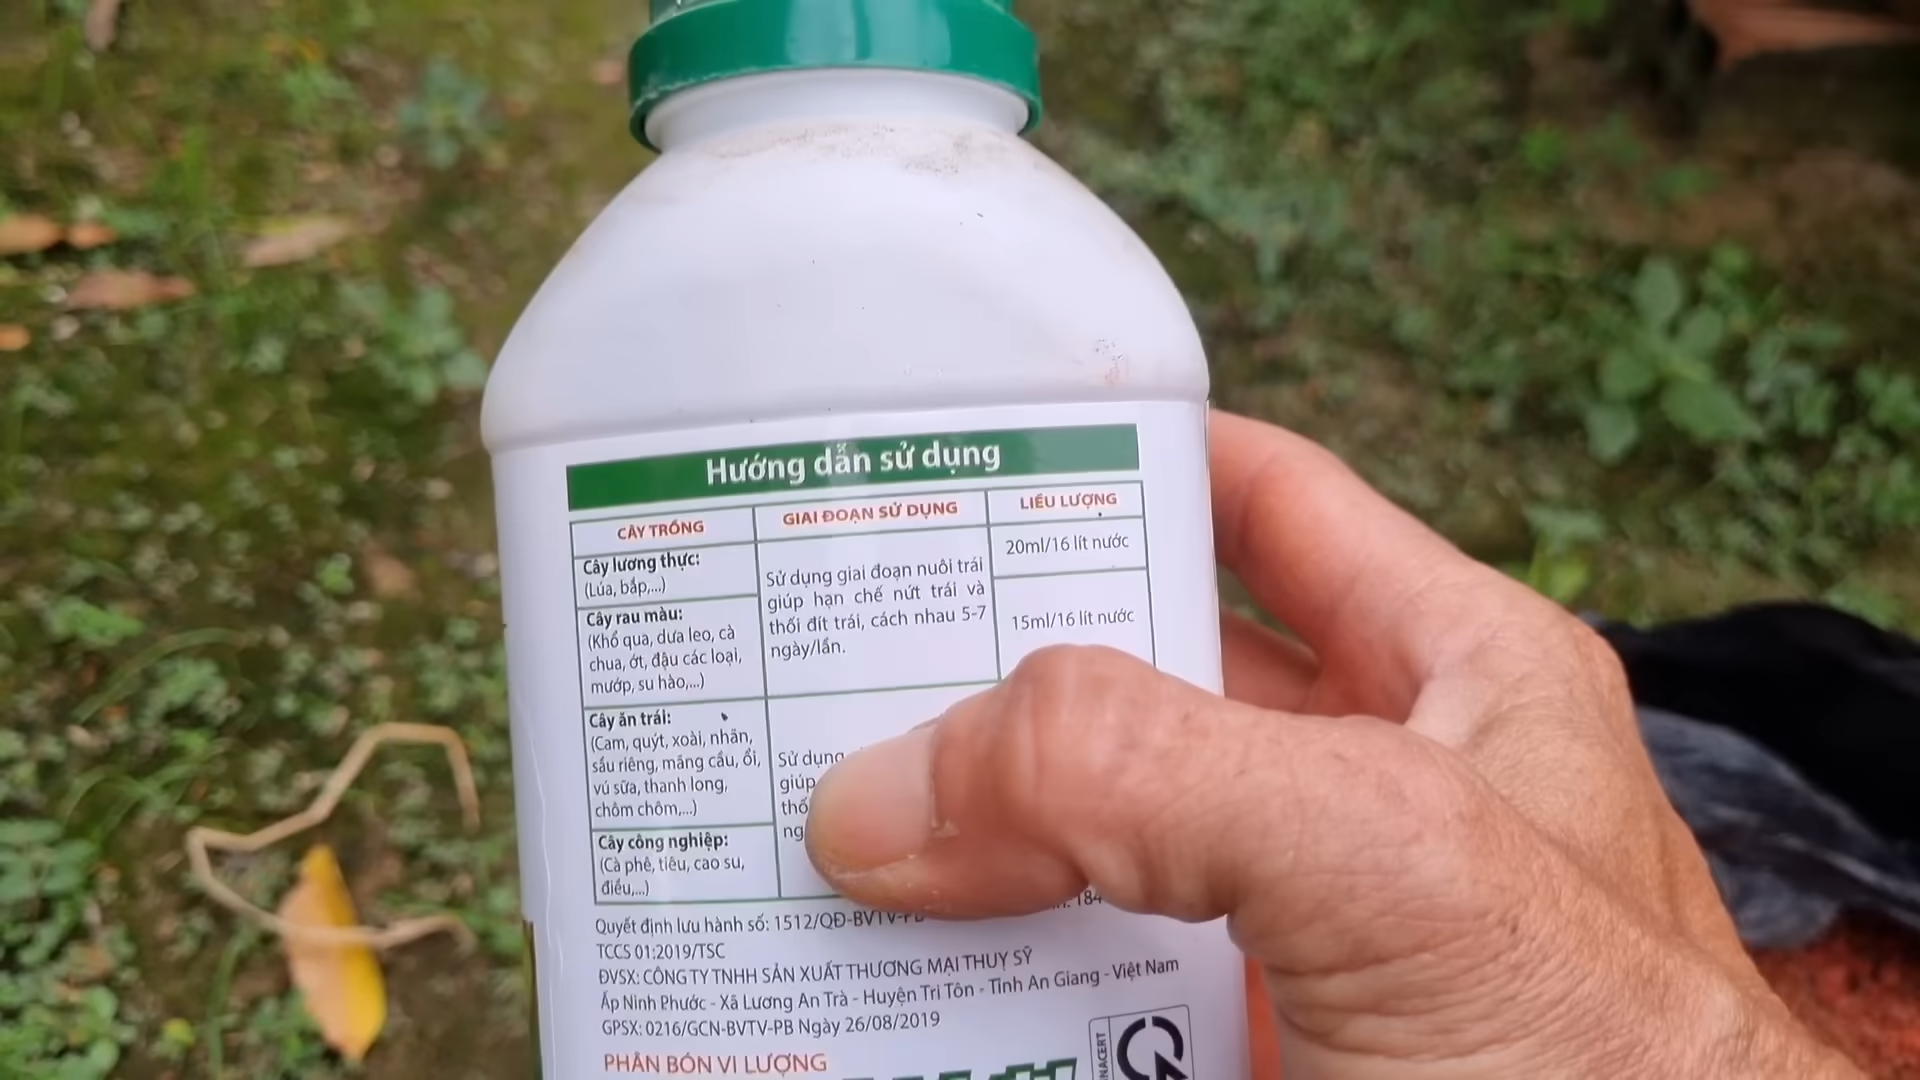 Hướng dẫn sử dụng
CÂY TRỒNG
GIAI ĐOẠN SỬ DỤNG
LIỀU LƯỢNG
Cây lương thực:
(Lúa, bắp,...)
Cây rau màu:
(Khổ qua, dưa leo, cà
chua, ớt, đậu các loại,
mướp, su hào,...)
Sử dụng giai đoạn nuôi trái
giúp hạn chế nứt trái và
thối đít trái, cách nhau 5-7
ngày/lần.
20ml/16 lít nước
15ml/16 lít nước
Cây ăn trái:
(Cam, quýt, xoài, nhãn,
sầu riêng, mãng cầu, ổi,
vú sữa, thanh long,
chôm chôm,...)
Cây công nghiệp:
(Cà phê, tiêu, cao su,
điều,...)
Sử dụng
giúp
Quyết định lưu hành số: 1512/QĐ-BVTV-PB
184
TCCS 01:2019/TSC
ĐVSX: CÔNG TY TNHH SẢN XUẤT THƯƠNG MẠI THUỴ SỸ
Ấp Ninh Phước - Xã Lương An Trà - Huyện Tri Tôn - Tỉnh An Giang - Việt Nam
GPSX: 0216/GCN-BVTV-PB Ngày 26/08/2019
PHÂN BÓN VI LƯỢNG